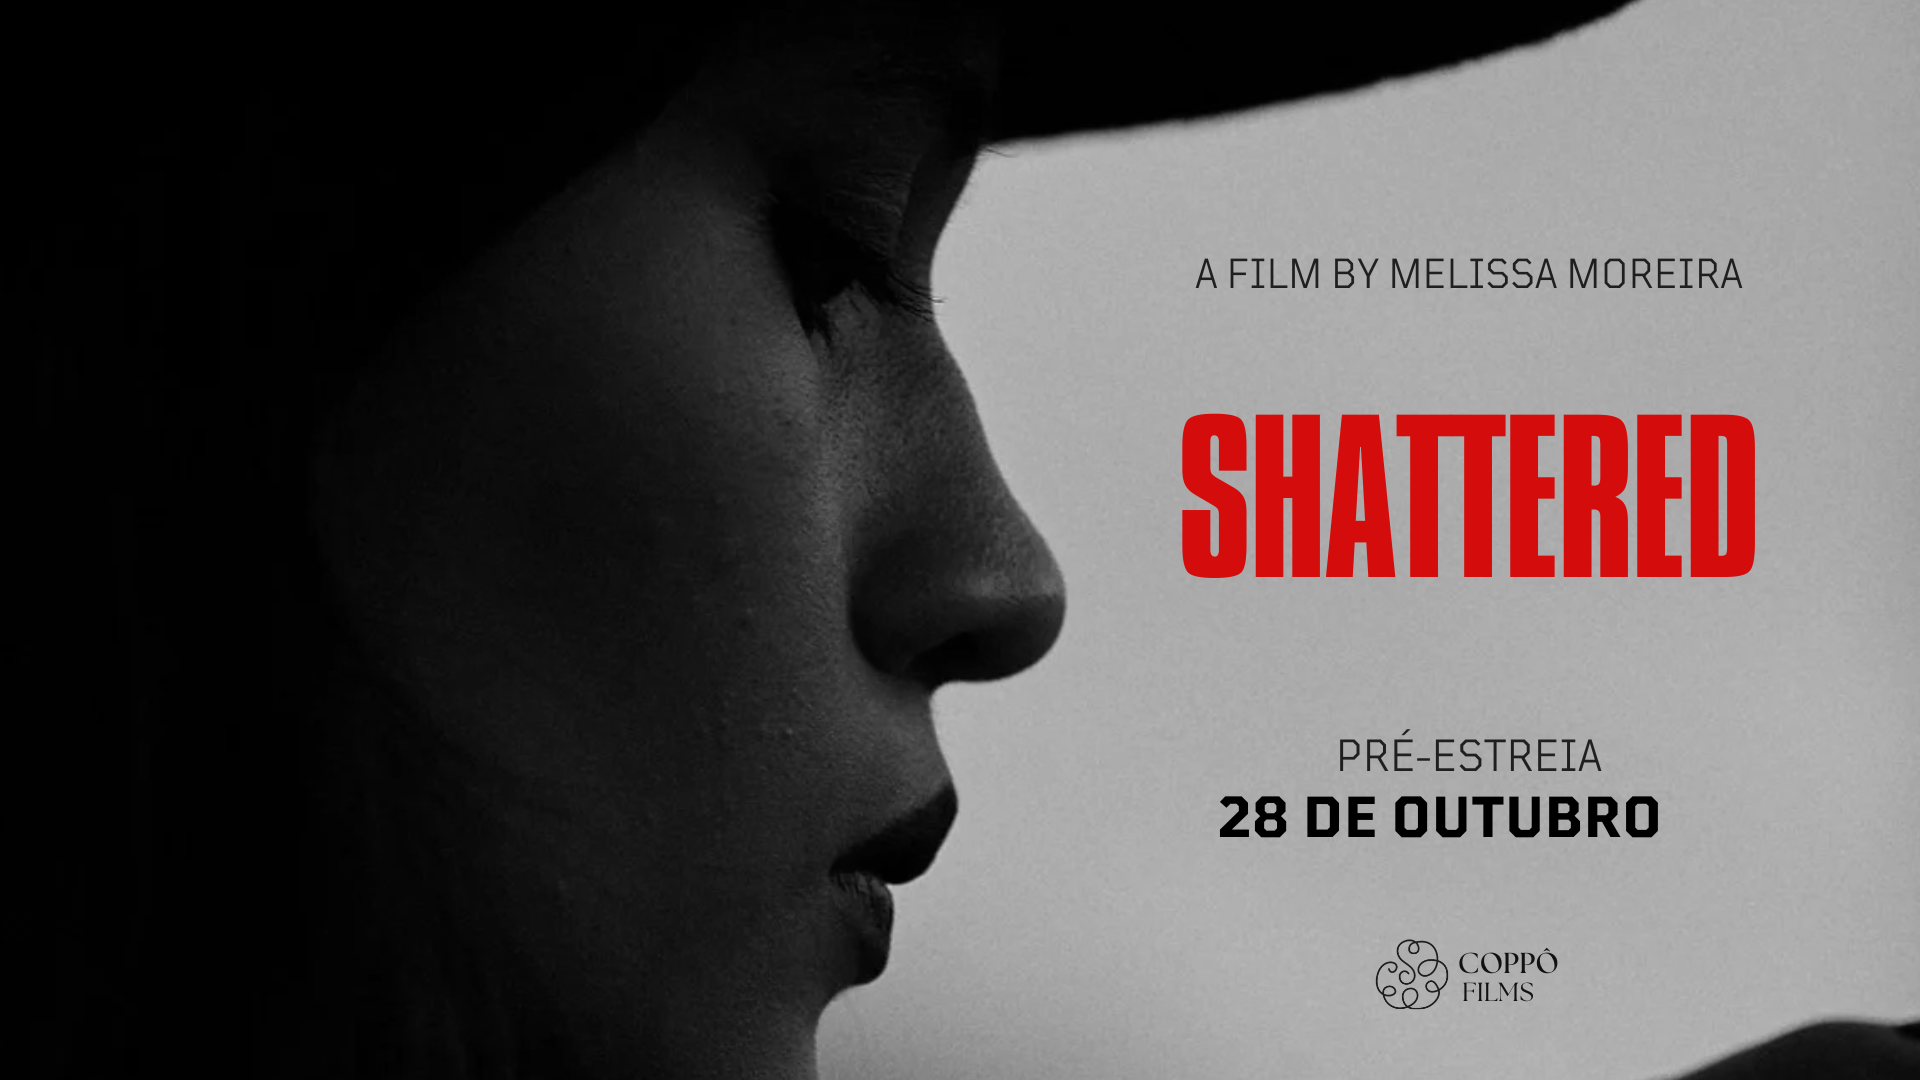 A FILM BY MELISSA MOREIRA
SHATTERED
PRÉ-ESTREIA
28 DE OUTUBRO
COPPÔ
FILMS